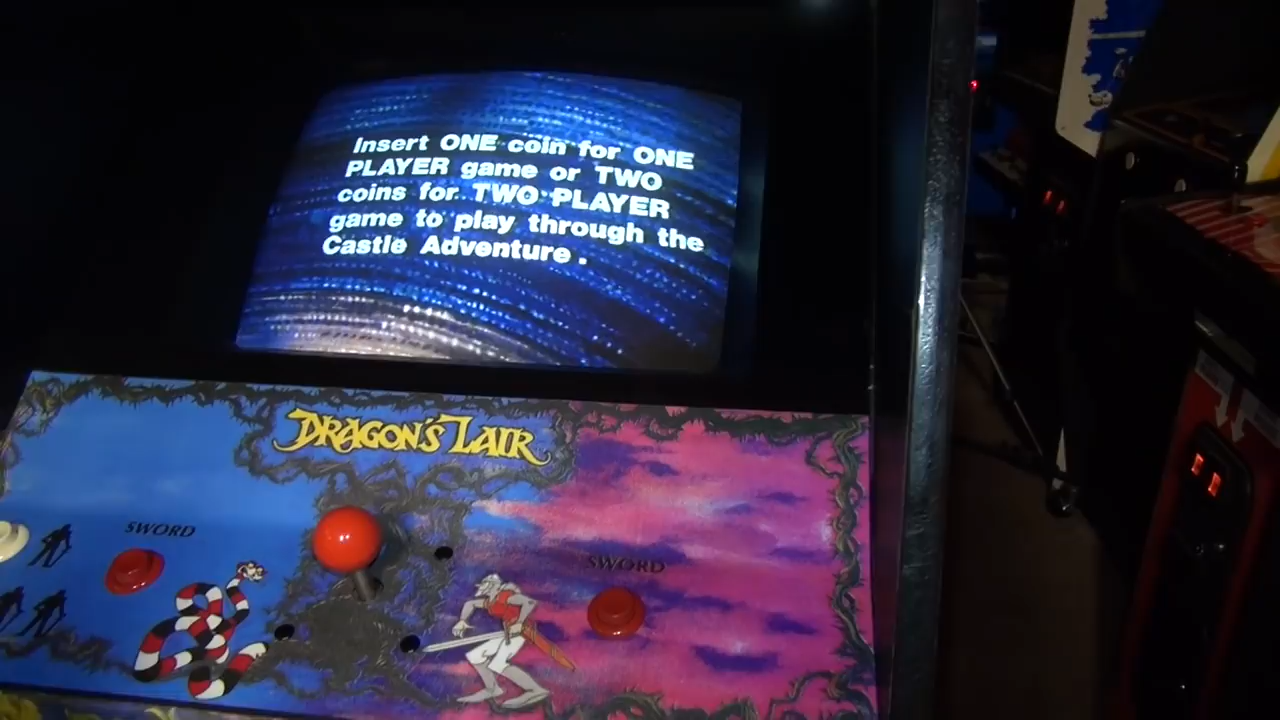 Insert ONE coin for ONE
PLAYER game or TWO
coins for TWO PLAYER
game to play through the
Castle Adventure.
DRAGON'S LAIR
SWORD
SWORD